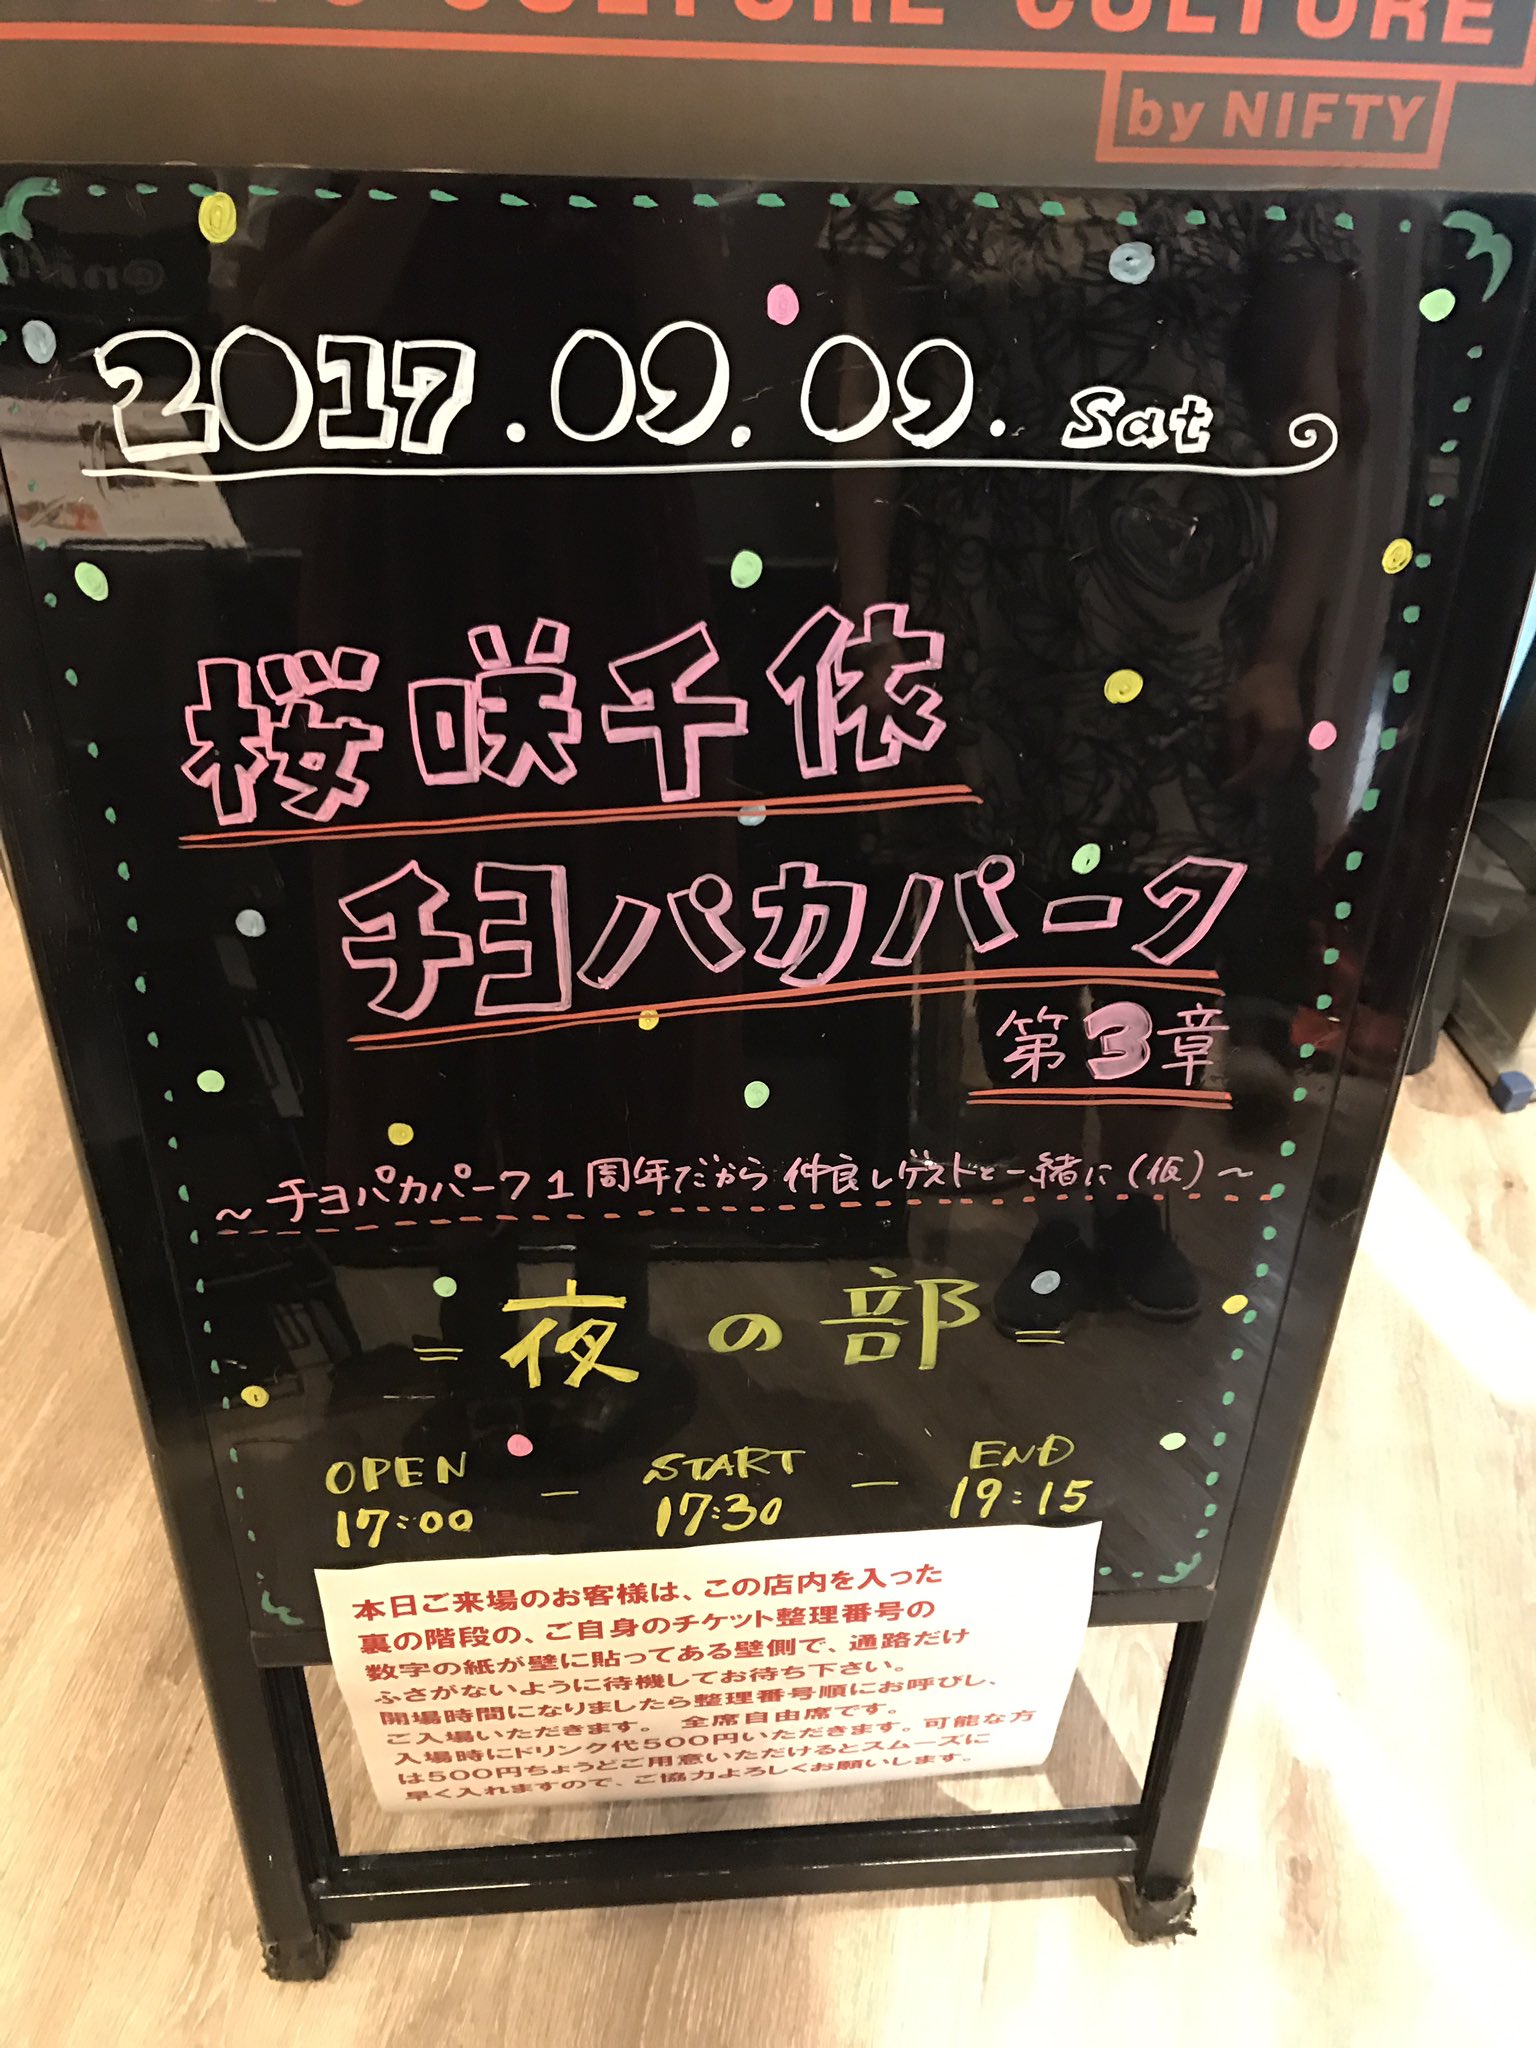 CULTURE CULTURE
by NIFTY
2017.09.09. Sat
桜咲千依
チヨパカパーク
第3章
～チヨパカパーク1周年だから仲良しゲストと一緒に(仮)～
=夜の部=
OPEN - START - END
17:00 17:30 19:15
本日ご来場のお客様は、この店内を入った
裏の階段の、ご自身のチケット整理番号の
数字の紙が壁に貼ってある壁側で、通路だけ
ふさがないように待機してお待ち下さい。
開場時間になりましたら整理番号順にお呼びし、
ご入場いただきます。 全席自由席です。
入場時にドリンク代500円いただきます。可能な方
は500円ちょうどご用意いただけるとスムーズに
早く入れますので、ご協力よろしくお願いします。